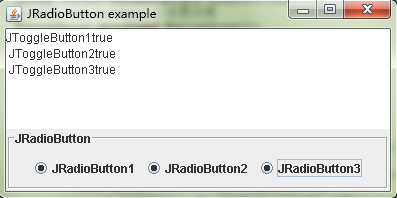 JRadioButton example
JToggleButton1true
JToggleButton2true
JToggleButton3true
JRadioButton
JRadioButton1 JRadioButton2 JRadioButton3